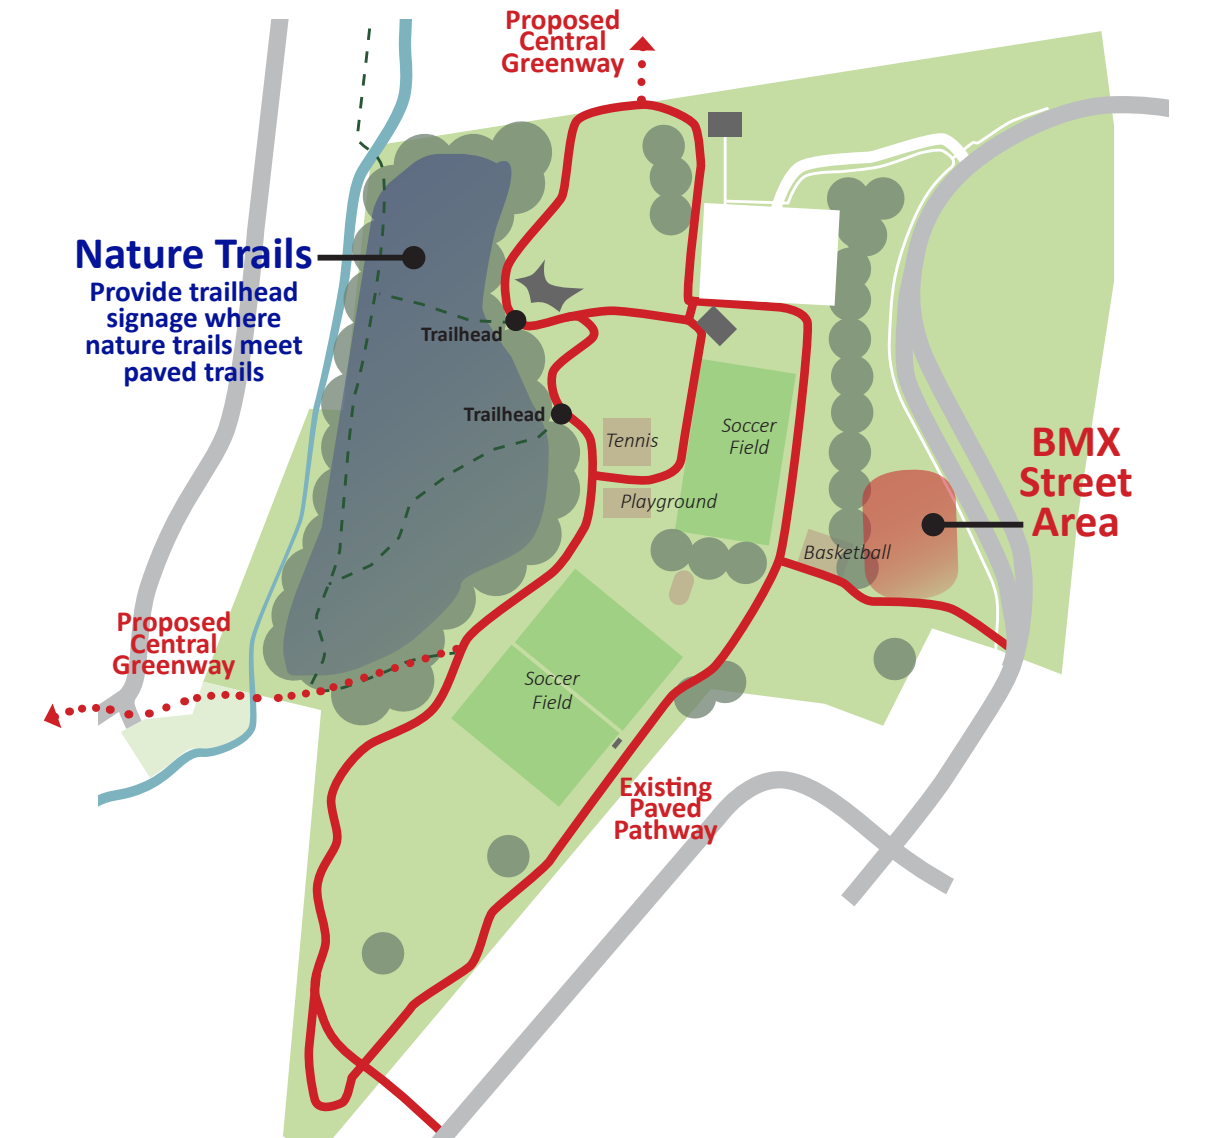 Proposed
Central
Greenway
Nature Trails
Provide trailhead
signage where
nature trails meet
paved trails
Trailhead
Trailhead
Tennis
Soccer
Field
Playground
BMX
Street
Area
Basketball
Proposed
Central
Greenway
Soccer
Field
Existing
Paved
Pathway